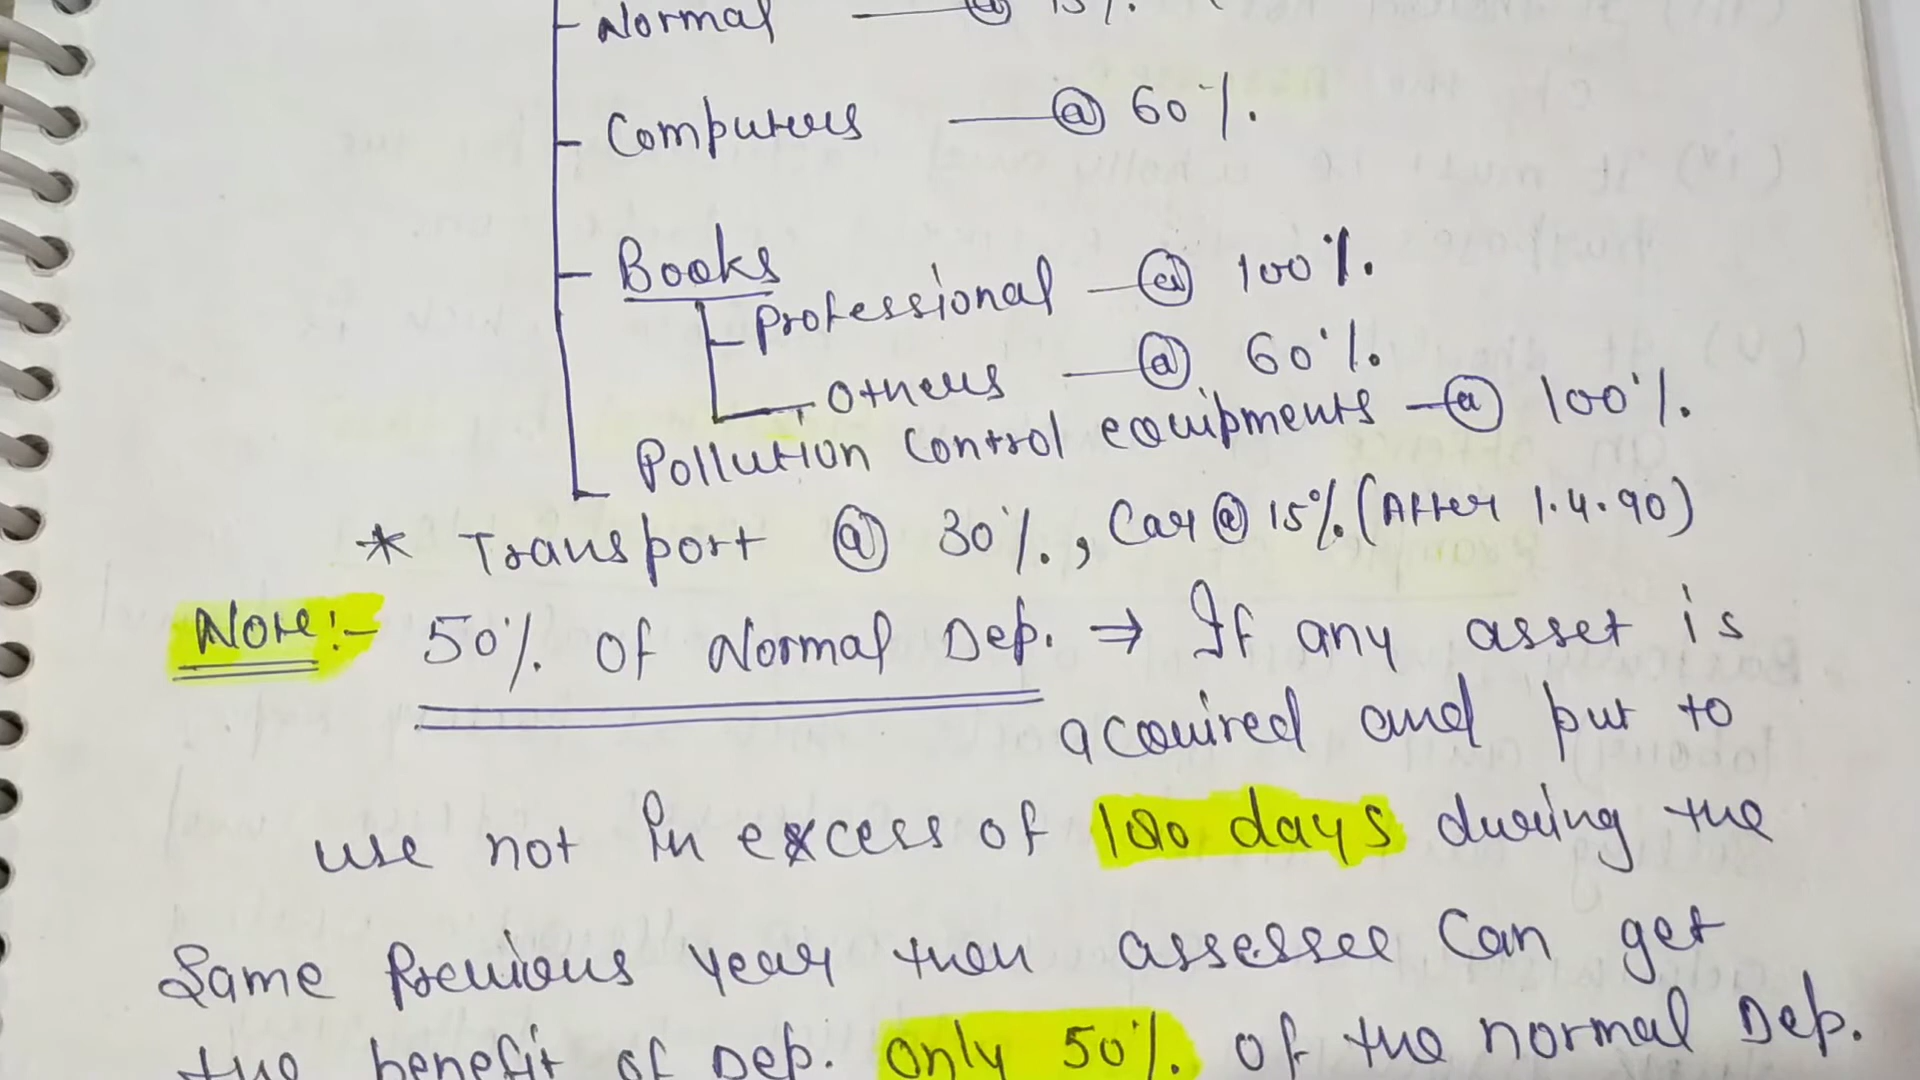 Normal — @ 15%.
Computers — @ 60%.
Books
Professional — @ 100%.
Others — @ 60%.
Pollution Control equipments — @ 100%.
* Transport @ 30%., Car @ 15%. (After 1.4.90)
Note:- 50%. of Normal Dep. ⇒ If any asset is
acquired and put to
use not in excess of 180 days during the
Same Previous year then assessee Can get
the benefit of Dep. only 50%. of the normal Dep.